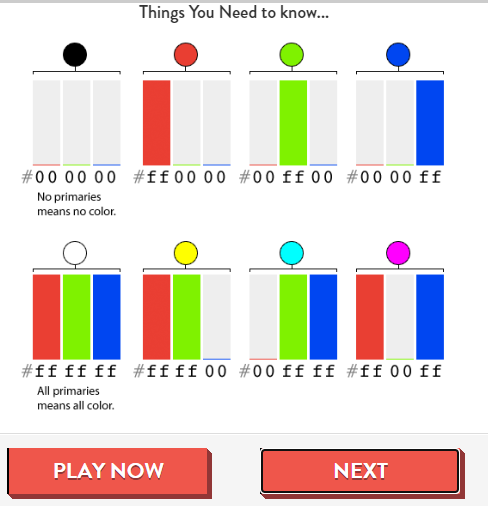 Things You Need to know...
#00 00 00 #ff 00 00 #00 ff 00 #00 00 ff
No primaries
means no color.
#ff ff ff #ff ff 00 #00 ff ff #ff 00 ff
All primaries
means all color.
PLAY NOW NEXT